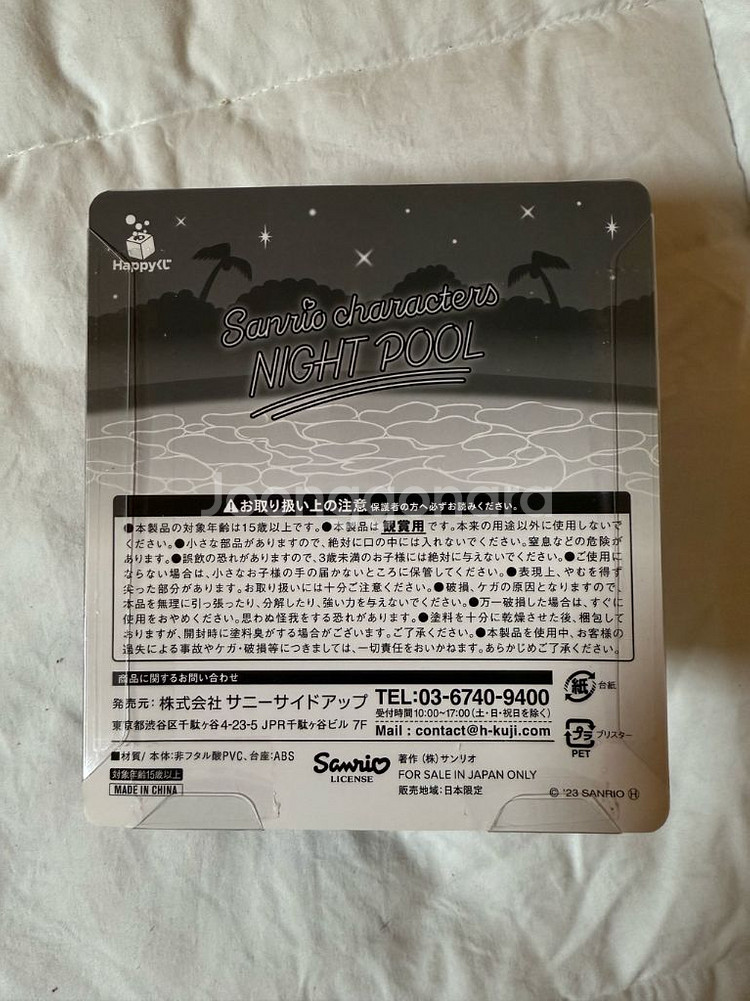 Happyくじ
Sanrio characters
NIGHT POOL
Joonggonara
⚠お取り扱い上の注意 保護者の方へ必ずお読みください。
●本製品の対象年齢は15歳以上です。●本製品は観賞用です。本来の用途以外に使用しないで
ください。●小さな部品がありますので、絶対に口の中には入れないでください。窒息などの危険が
あります。●誤飲の恐れがありますので、3歳未満のお子様には絶対に与えないでください。●ご使用に
ならない場合は、小さなお子様の手の届かないところに保管してください。●表現上、やむを得ず
尖った部分があります。お取り扱いには十分ご注意ください。●破損、ケガの原因となりますので、
本品を無理に引っ張ったり、分解したり、強い力を与えないでください。●万一破損した場合は、すぐに
使用をおやめください。思わぬ怪我をする恐れがあります。●塗料を十分に乾燥させた後、梱包して
おりますが、開封時に塗料臭がする場合がございます。ご了承ください。●本製品を使用中、お客様の
過失による事故やケガ・破損等につきましては、一切責任をおいかねます。あらかじめご了承ください。
商品に関するお問い合わせ
発売元：株式会社 サニーサイドアップ
東京都渋谷区千駄ヶ谷4-23-5 JPR千駄ヶ谷ビル 7F
TEL:03-6740-9400
受付時間10:00~17:00(土・日・祝日を除く)
Mail : contact@h-kuji.com
紙 台紙
プラ ブリスター
PET
■材質/ 本体:非フタル酸PVC、台座:ABS
対象年齢15歳以上
MADE IN CHINA
Sanrio
LICENSE
著作 (株)サンリオ
FOR SALE IN JAPAN ONLY
販売地域:日本限定
© '23 SANRIO Ⓗ